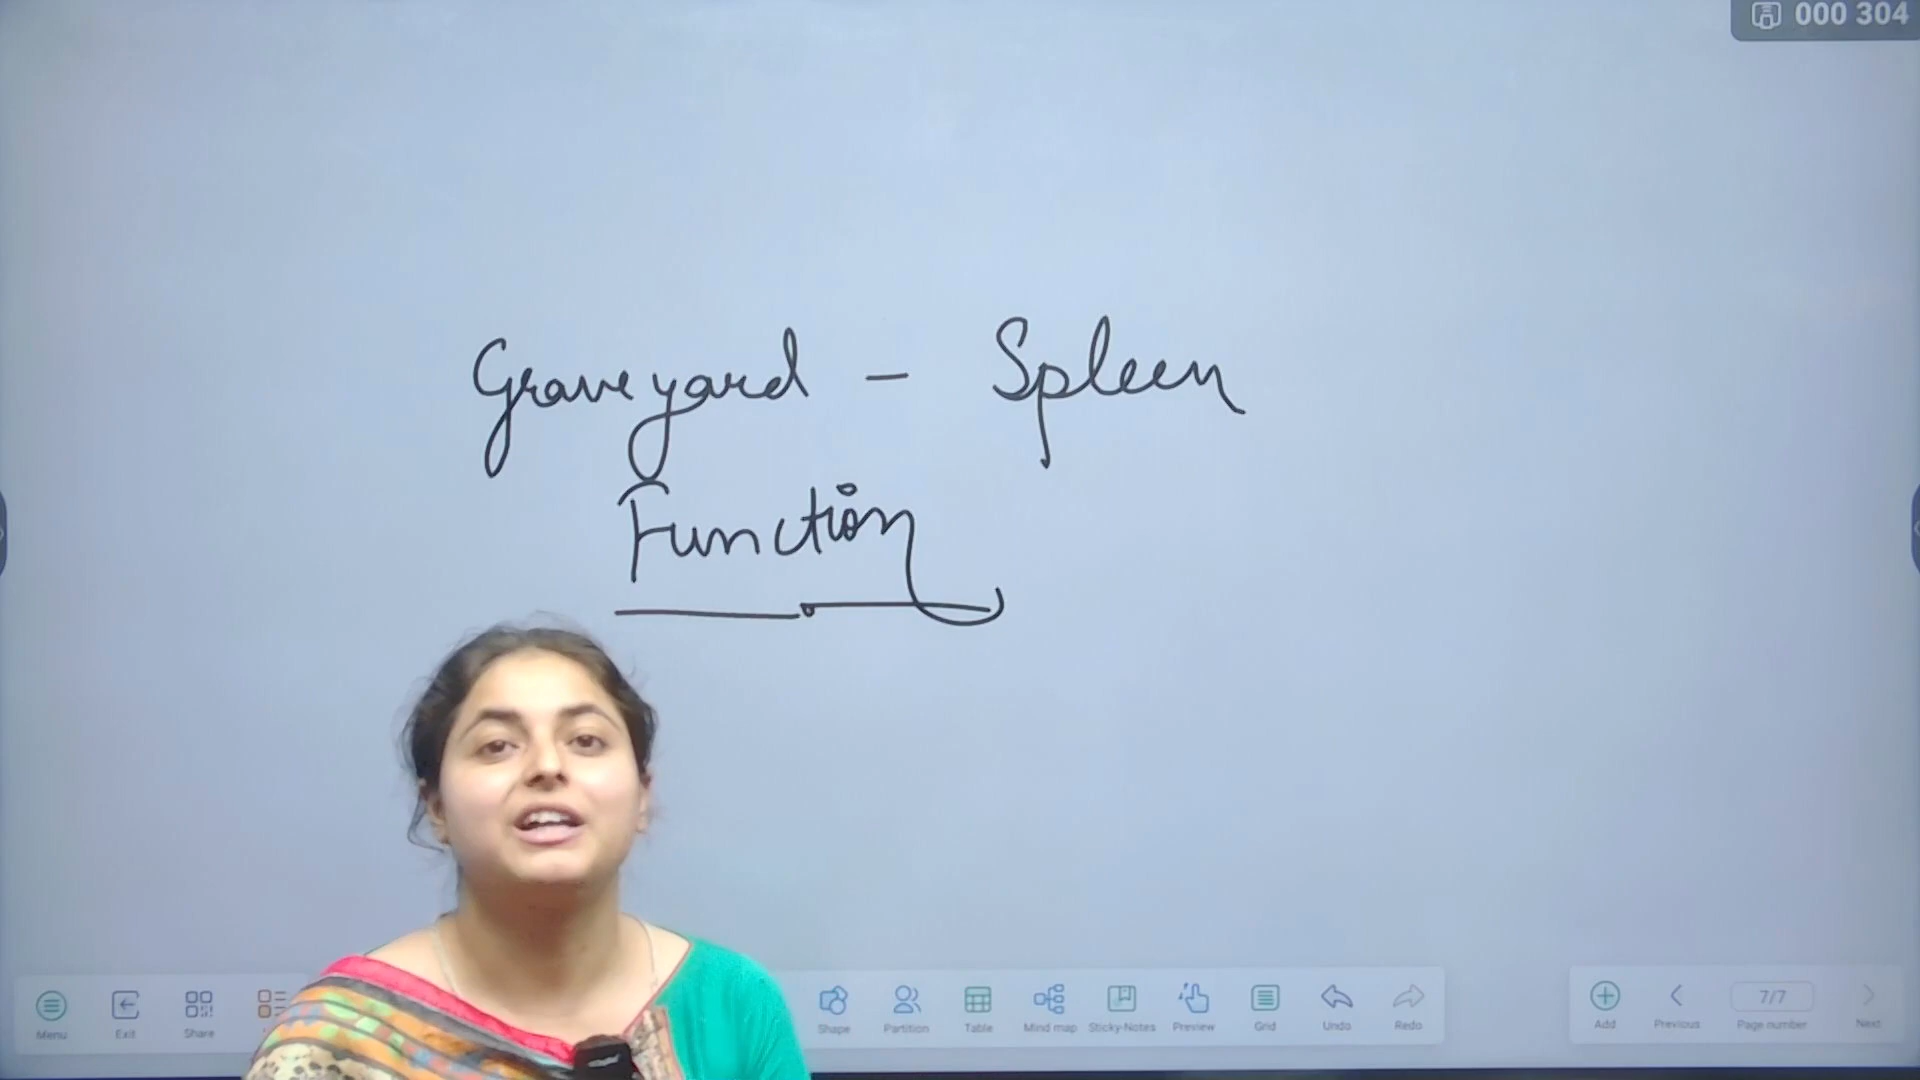 000 304
Graveyard - Spleen
Function
Menu Exit Share Shape Partition Table Mind map Sticky-Notes Preview Grid Undo Redo Add Previous 7/7 Page number Next